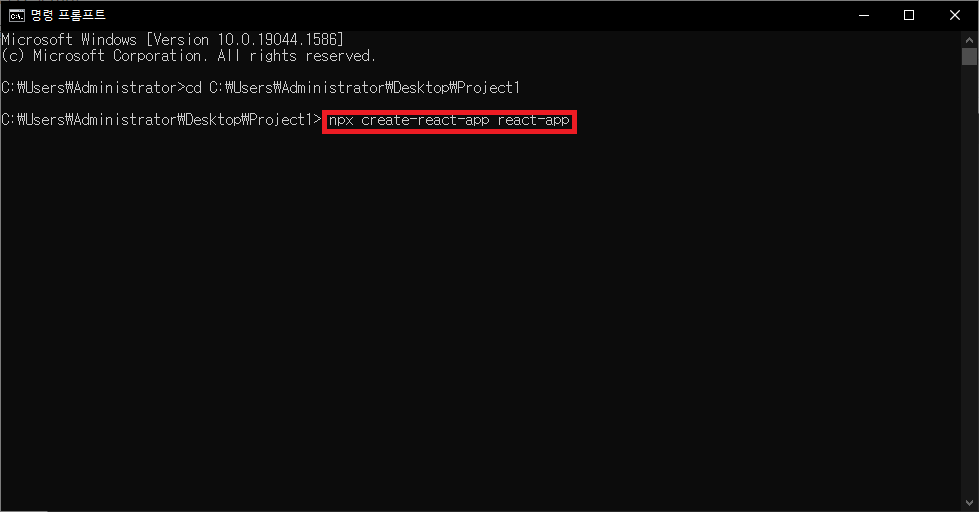 명령 프롬프트
Microsoft Windows [Version 10.0.19044.1586]
(c) Microsoft Corporation. All rights reserved.
C:₩Users₩Administrator>cd C:₩Users₩Administrator₩Desktop₩Project1
C:₩Users₩Administrator₩Desktop₩Project1> npx create-react-app react-app